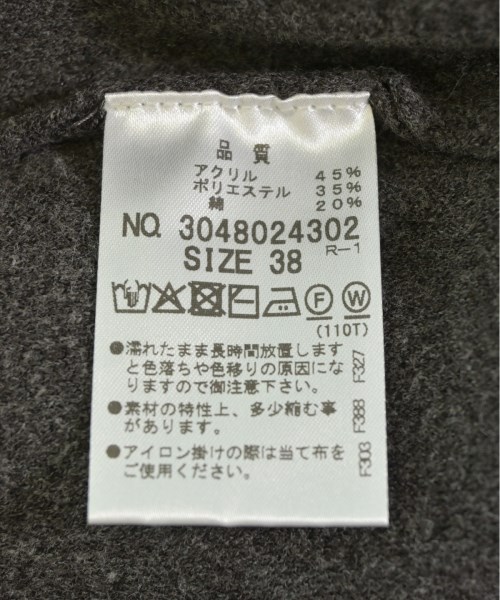 品質
アクリル 45%
ポリエステル 35%
綿 20%
NO. 3048024302
R-1
SIZE 38
F W
(110T)
●濡れたまま長時間放置します
と色落ちや色移りの原因にな
りますので御注意下さい。
F327
●素材の特性上、多少縮む事
があります。
F388
●アイロン掛けの際は当て布を
ご使用ください。
F303